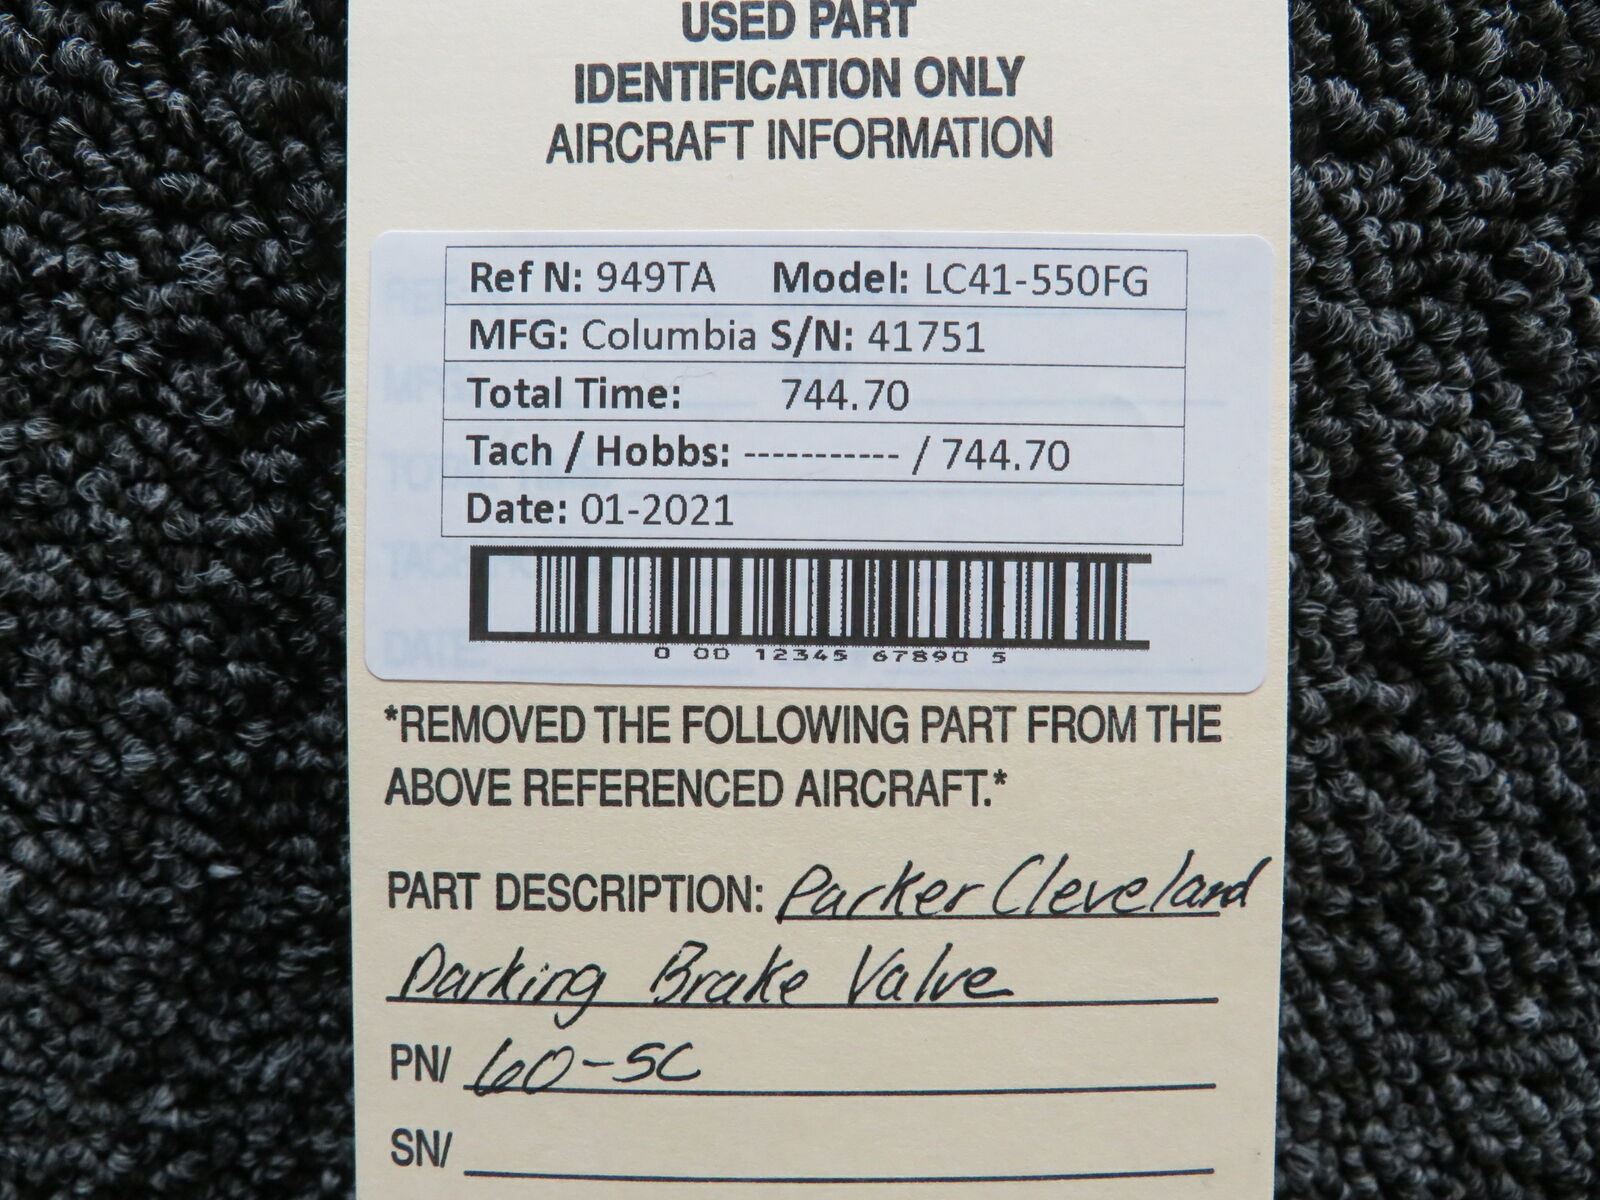 USED PART
IDENTIFICATION ONLY
AIRCRAFT INFORMATION
Ref N: 949TA Model: LC41-550FG
MFG: Columbia S/N: 41751
Total Time: 744.70
Tach / Hobbs: ----------- / 744.70
Date: 01-2021
0 00 12345 67890 5
*REMOVED THE FOLLOWING PART FROM THE
ABOVE REFERENCED AIRCRAFT.*
PART DESCRIPTION: Parker Cleveland
Parking Brake Valve
PN/ 60-5C
SN/